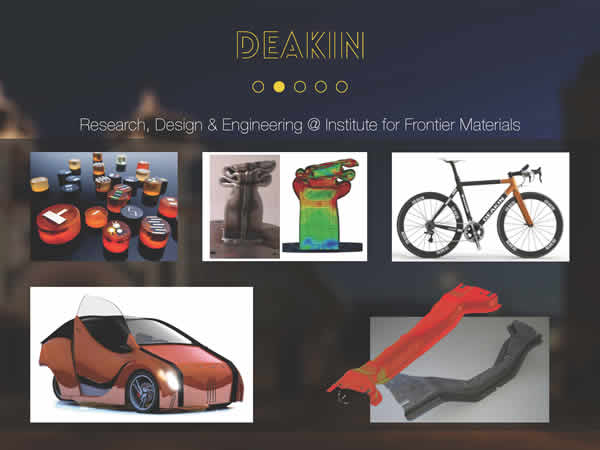 DEAKIN
Research, Design & Engineering @ Institute for Frontier Materials